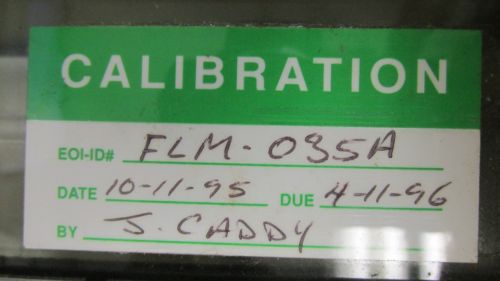 CALIBRATION
EOI-ID# FLM-035A
DATE 10-11-95 DUE 4-11-96
BY J. CADDY